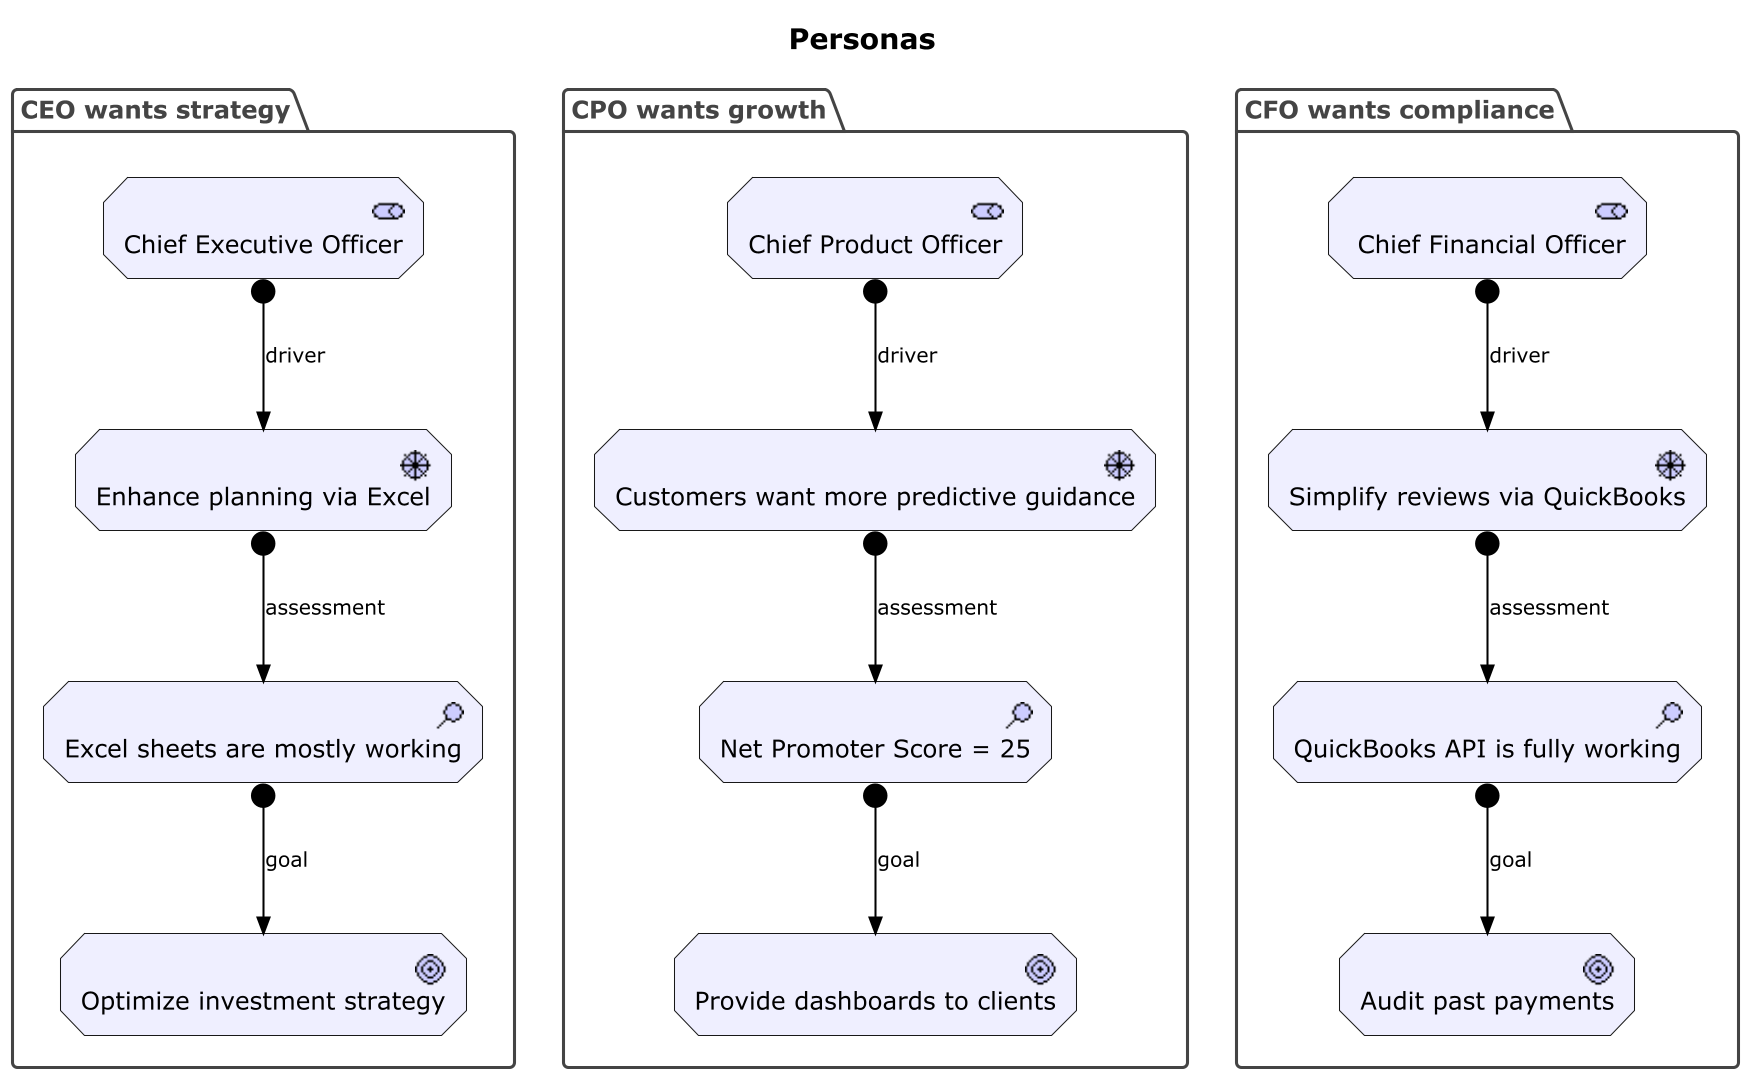 Personas
CEO wants strategy
Chief Executive Officer
driver
Enhance planning via Excel
assessment
Excel sheets are mostly working
goal
Optimize investment strategy
CPO wants growth
Chief Product Officer
driver
Customers want more predictive guidance
assessment
Net Promoter Score = 25
goal
Provide dashboards to clients
CFO wants compliance
Chief Financial Officer
driver
Simplify reviews via QuickBooks
assessment
QuickBooks API is fully working
goal
Audit past payments